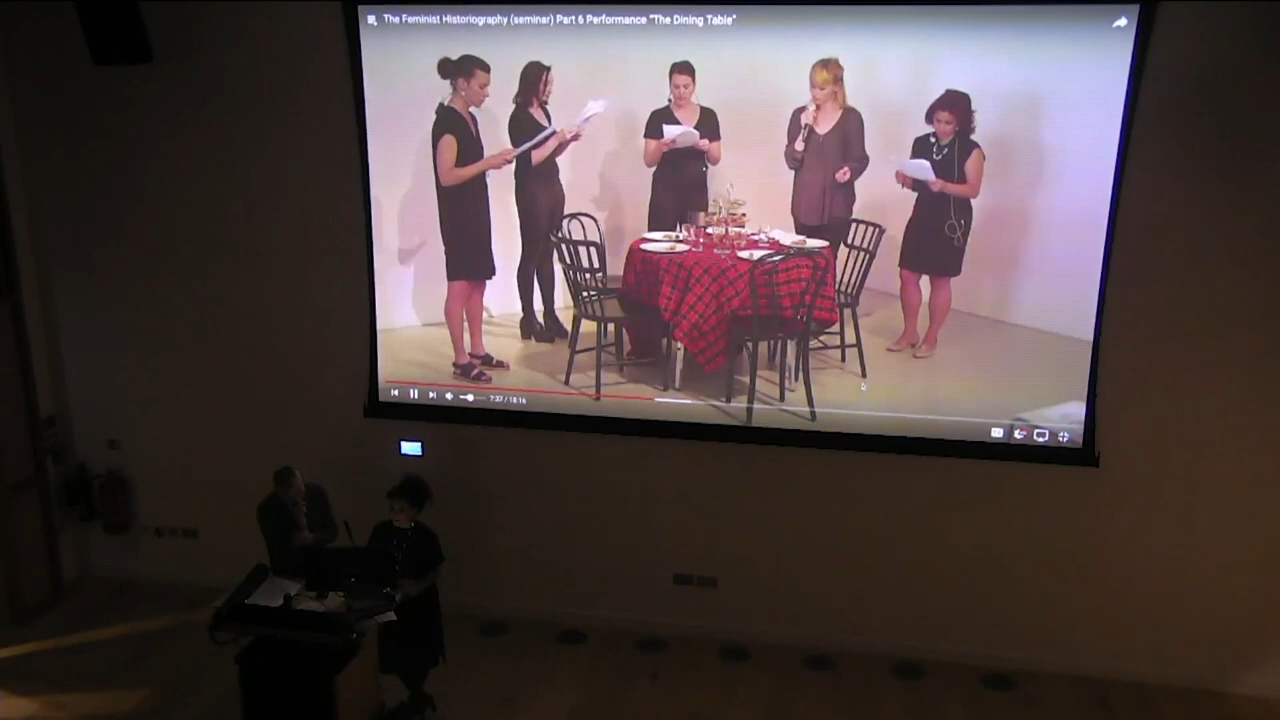 The Feminist Historiography (seminar) Part 6 Performance "The Dining Table"
7:37 / 18:16